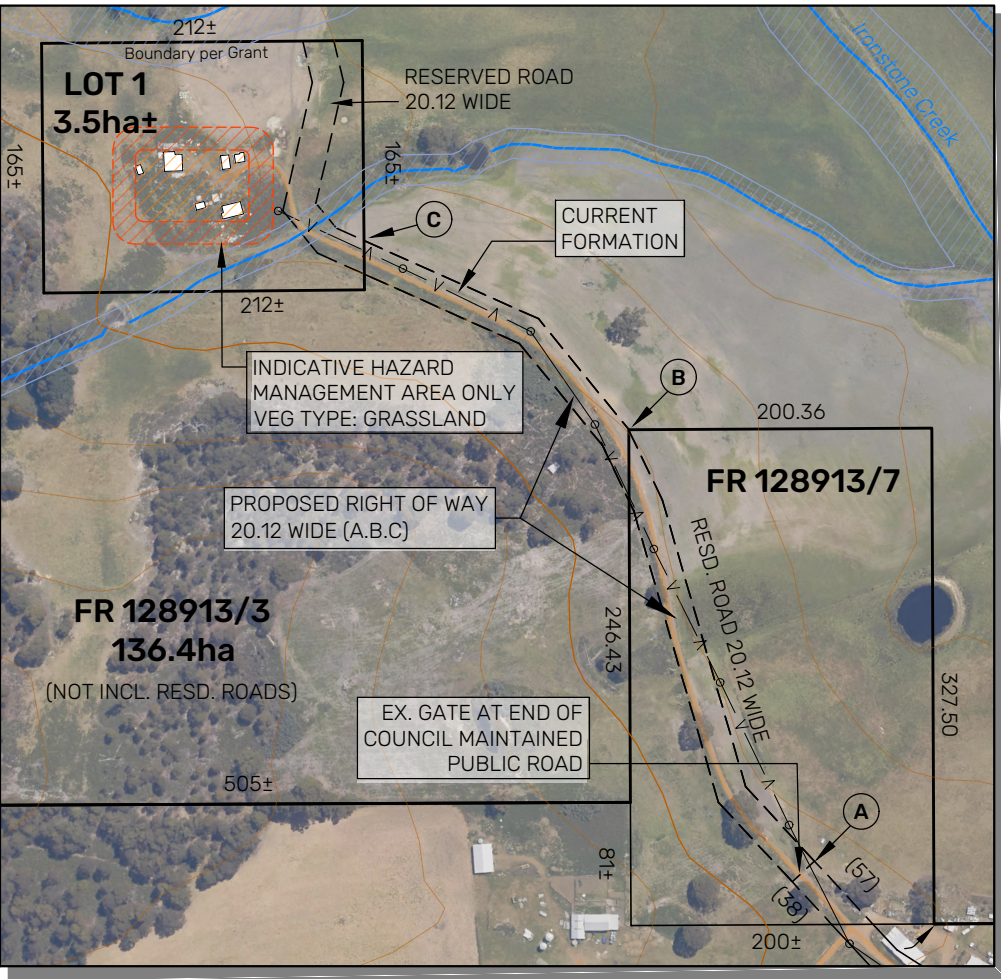 212±
Boundary per Grant
LOT 1
3.5ha±
165±
RESERVED ROAD
20.12 WIDE
165±
Ironstone Creek
C
CURRENT
FORMATION
212±
INDICATIVE HAZARD
MANAGEMENT AREA ONLY
VEG TYPE: GRASSLAND
B
200.36
FR 128913/7
PROPOSED RIGHT OF WAY
20.12 WIDE (A.B.C)
RESD. ROAD 20.12 WIDE
FR 128913/3
136.4ha
(NOT INCL. RESD. ROADS)
246.43
327.50
EX. GATE AT END OF
COUNCIL MAINTAINED
PUBLIC ROAD
505±
A
81±
(57)
(38)
200±